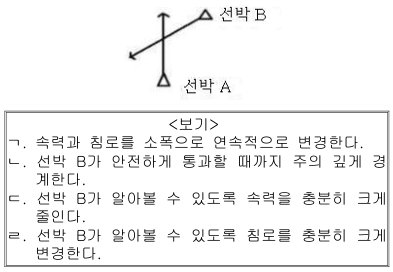 선박 B
선박 A
<보기>
ㄱ. 속력과 침로를 소폭으로 연속적으로 변경한다.
ㄴ. 선박 B가 안전하게 통과할 때까지 주의 깊게 경
계한다.
ㄷ. 선박 B가 알아볼 수 있도록 속력을 충분히 크게
줄인다.
ㄹ. 선박 B가 알아볼 수 있도록 침로를 충분히 크게
변경한다.